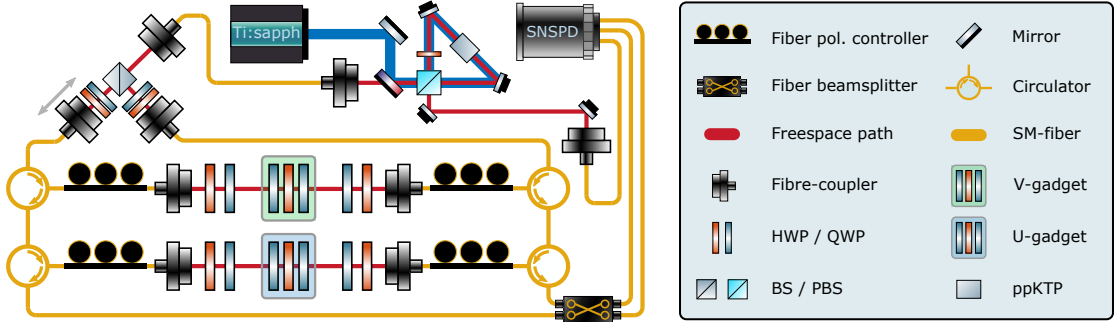 Ti:sapph
SNSPD
Fiber pol. controller
Mirror
Fiber beamsplitter
Circulator
Freespace path
SM-fiber
Fibre-coupler
V-gadget
HWP / QWP
U-gadget
BS / PBS
ppKTP